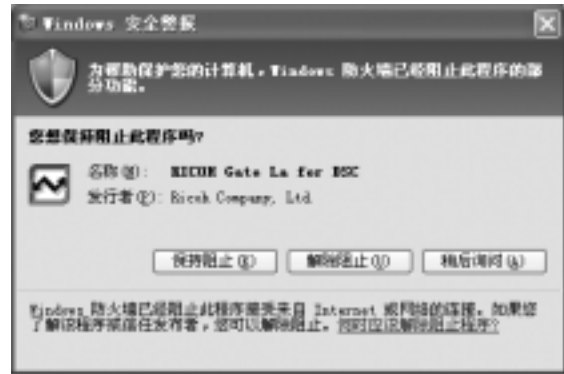 Windows 安全警报
为帮助保护您的计算机，Windows 防火墙已经阻止此程序的部
分功能。
您想保持阻止此程序吗?
名称(N): RICOH Gate La for DSC
发行者(P): Ricoh Company, Ltd.
保持阻止(K) 解除阻止(U) 稍后询问(A)
Windows 防火墙已经阻止此程序接受来自 Internet 或网络的连接。如果您
了解该程序或信任发布者，您可以解除阻止。何时应该解除阻止程序?